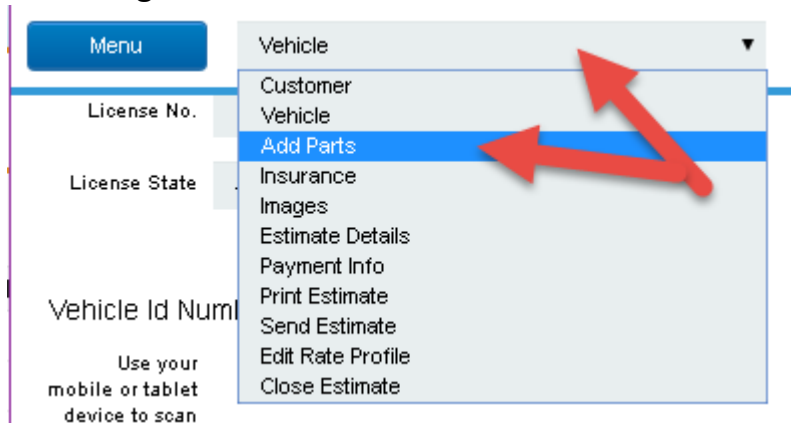 Menu
Vehicle
License No.
License State
Customer
Vehicle
Add Parts
Insurance
Images
Estimate Details
Payment Info
Print Estimate
Send Estimate
Edit Rate Profile
Close Estimate
Vehicle Id Num
Use your
mobile or tablet
device to scan